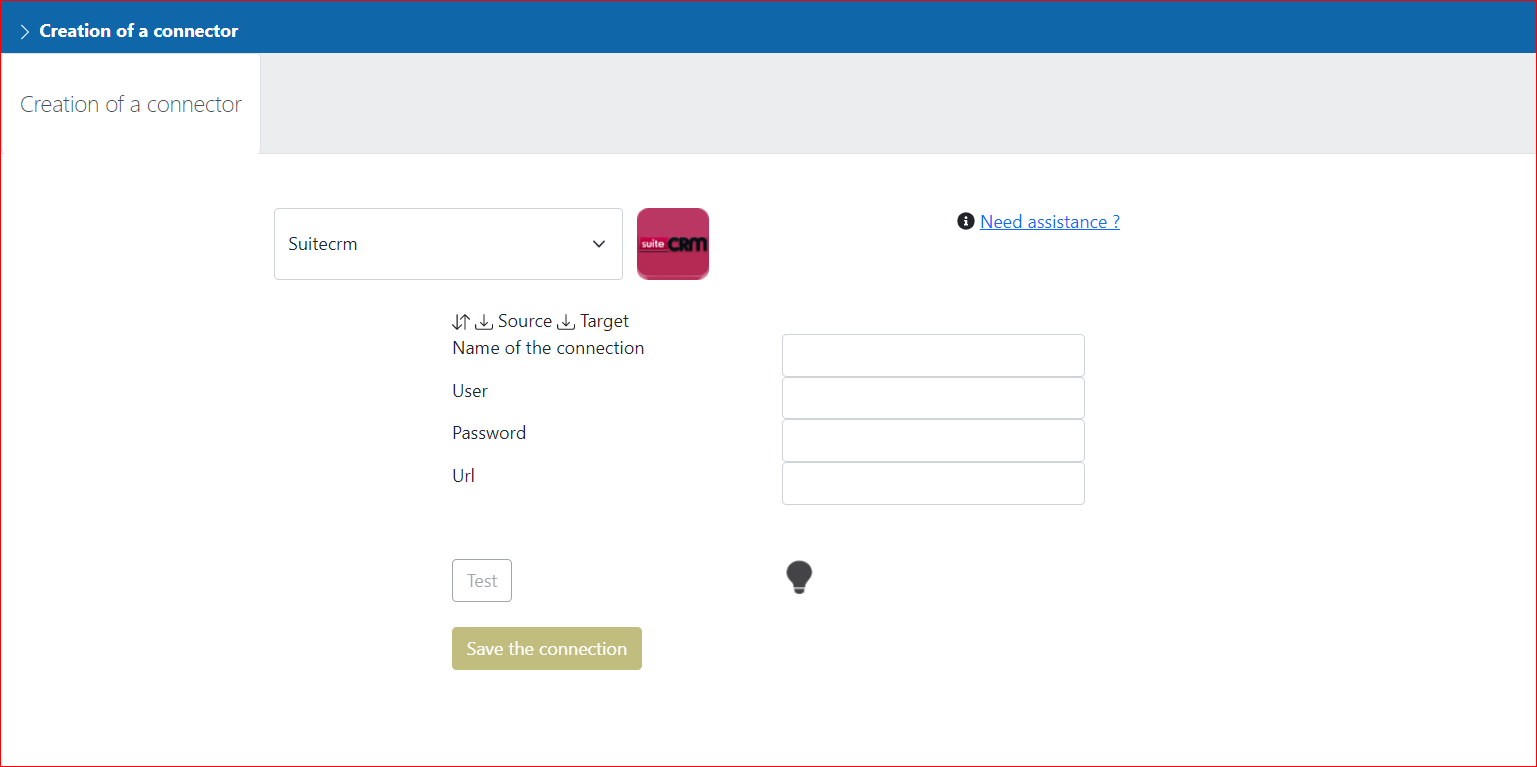 Creation of a connector
Creation of a connector
Suitecrm
suite CRM
Need assistance ?
Source Target
Name of the connection
User
Password
Url
Test
Save the connection